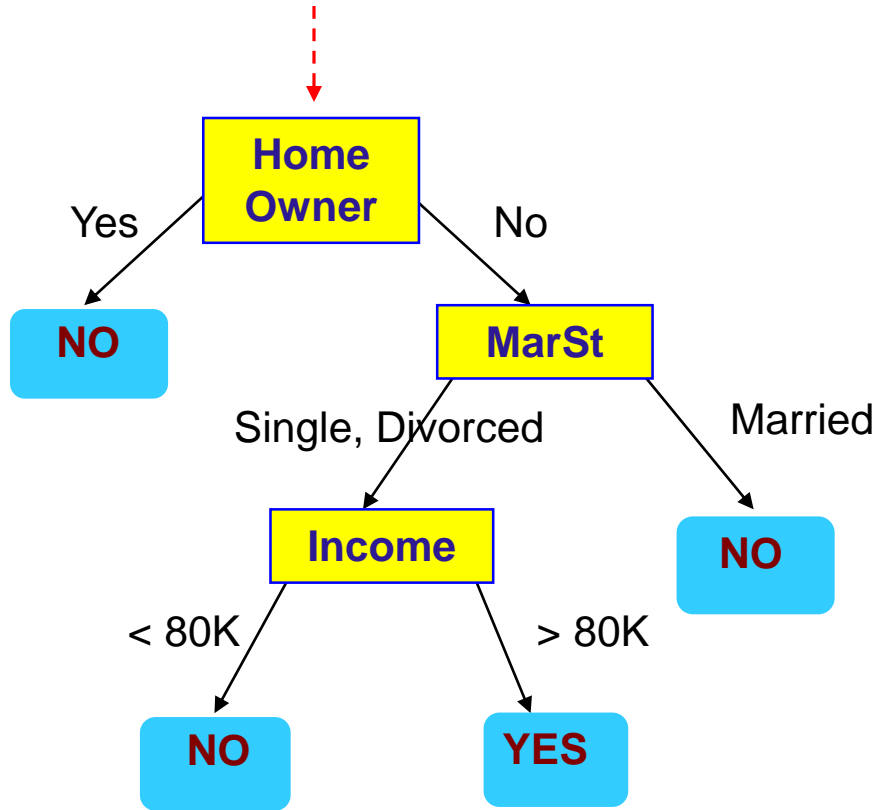 Home
Owner
Yes
No
NO
MarSt
Single, Divorced
Married
Income
NO
< 80K
> 80K
NO
YES